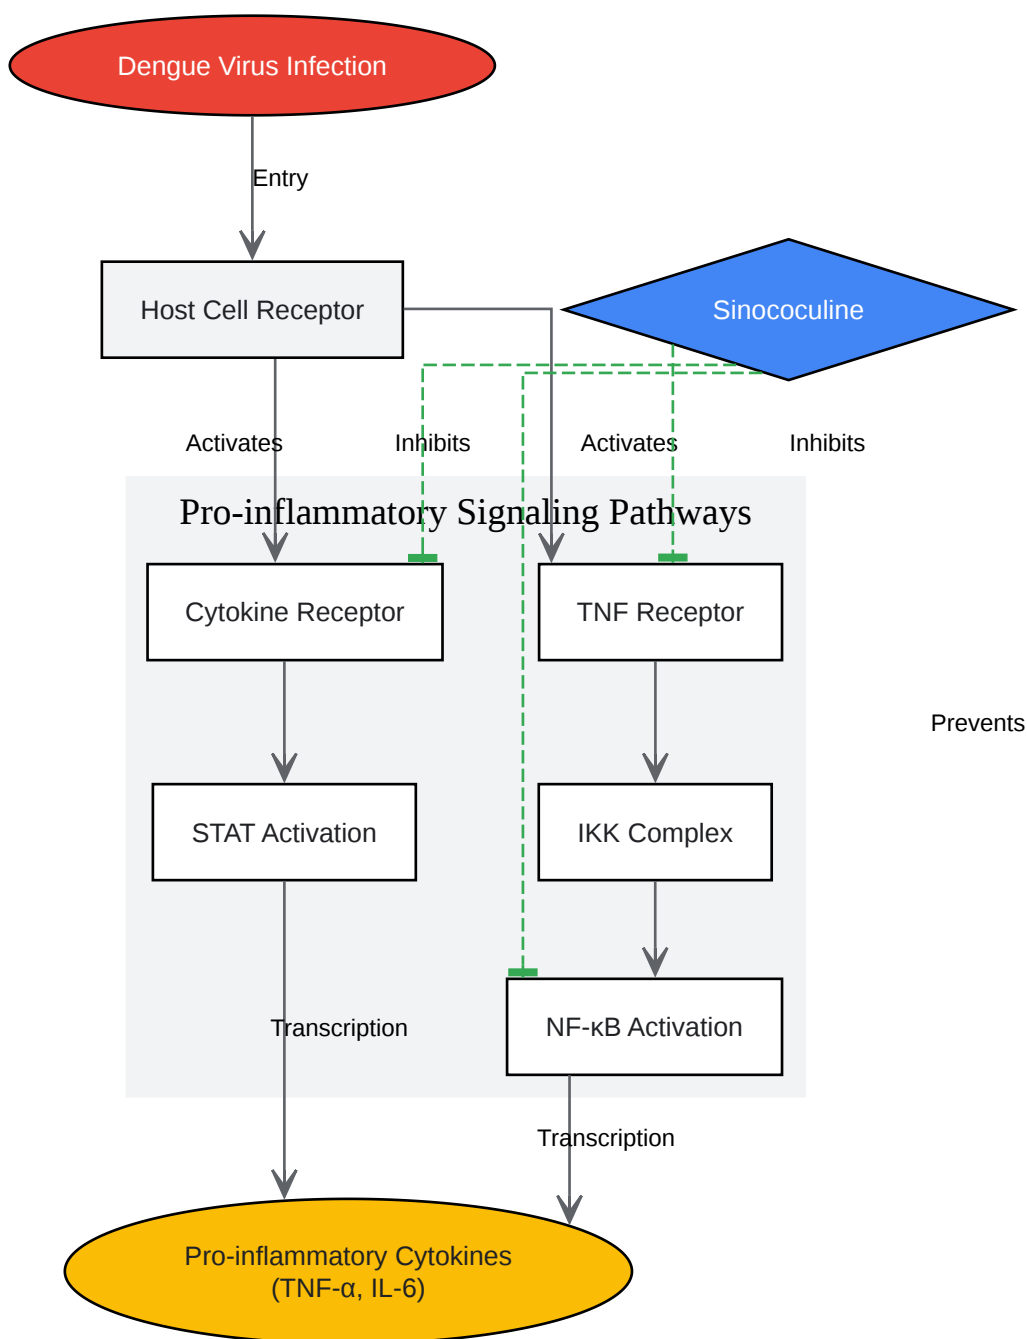 Dengue Virus Infection
Entry
Host Cell Receptor
Sinococuline
Activates
Inhibits
Activates
Inhibits
Pro-inflammatory Signaling Pathways
Cytokine Receptor
TNF Receptor
Prevents
STAT Activation
IKK Complex
Transcription
NF-κB Activation
Transcription
Pro-inflammatory Cytokines
(TNF-α, IL-6)